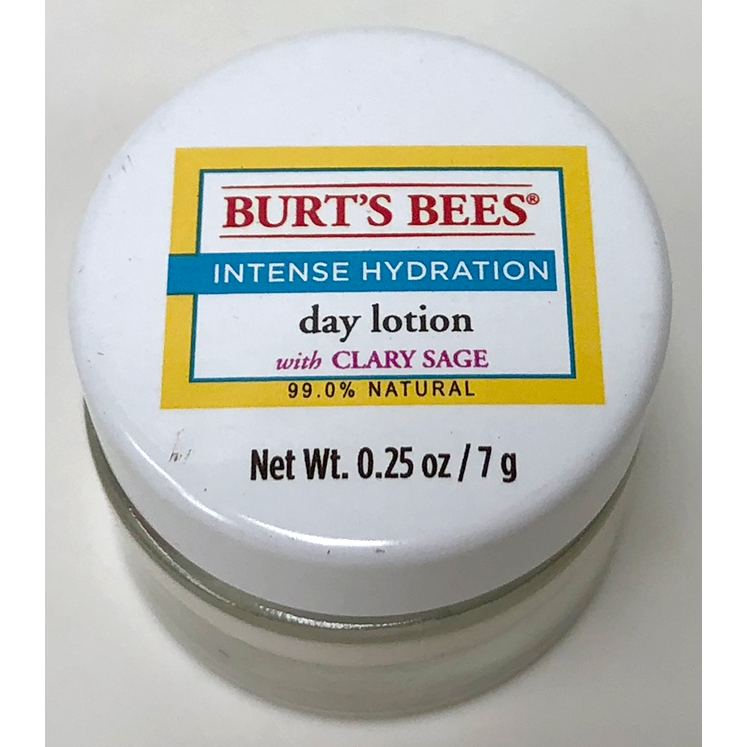 BURT'S BEES®
INTENSE HYDRATION
day lotion
with CLARY SAGE
99.0% NATURAL
Net Wt. 0.25 oz / 7 g